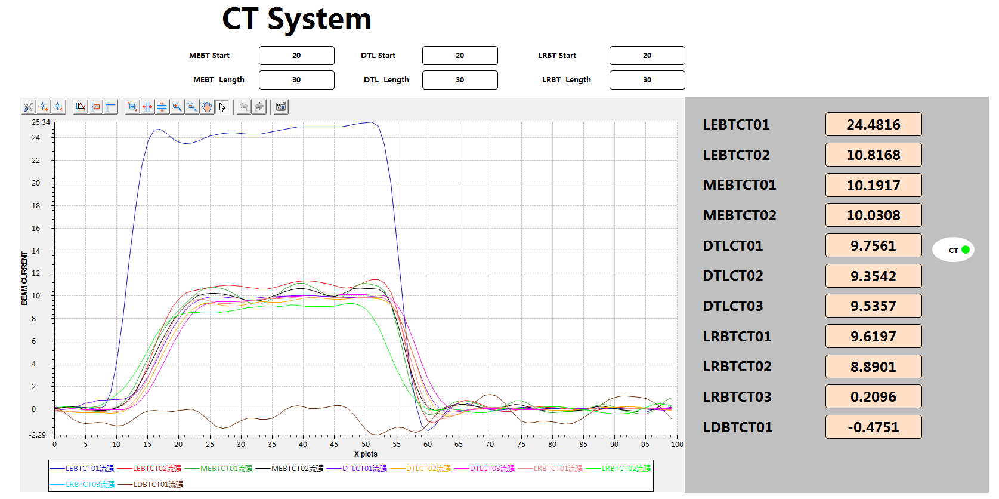 CT System
MEBT Start 20 DTL Start 20 LRBT Start 20
MEBT Length 30 DTL Length 30 LRBT Length 30
25.34
24
22
20
18
16
14
12
10
8
6
4
2
0
-2.29
BEAM CURRENT
0 5 10 15 20 25 30 35 40 45 50 55 60 65 70 75 80 85 90 95 100
X plots
LEBTCT01流强 LEBTCT02流强 MEBTCT01流强 MEBTCT02流强 DTLCT01流强 DTLCT02流强 DTLCT03流强 LRBTCT01流强 LRBTCT02流强
LRBTCT03流强 LDBTCT01流强
LEBTCT01 24.4816
LEBTCT02 10.8168
MEBTCT01 10.1917
MEBTCT02 10.0308
DTLCT01 9.7561
CT
DTLCT02 9.3542
DTLCT03 9.5357
LRBTCT01 9.6197
LRBTCT02 8.8901
LRBTCT03 0.2096
LDBTCT01 -0.4751